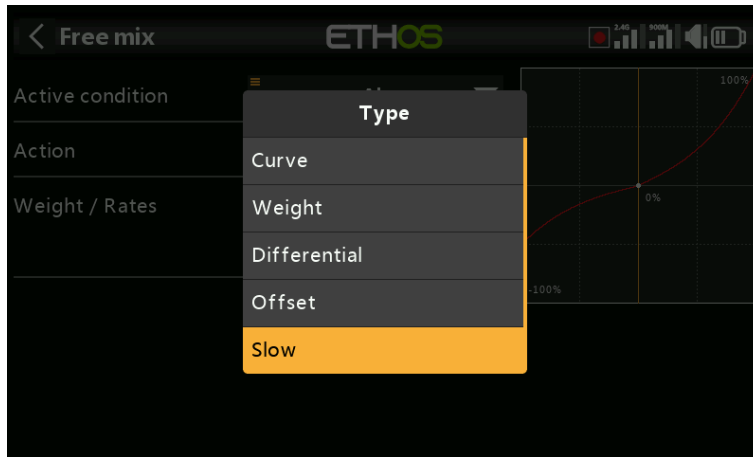 Free mix
ETHOS
2.4G
900M
Active condition
Action
Weight / Rates
Type
Curve
Weight
Differential
Offset
Slow
100%
0%
-100%